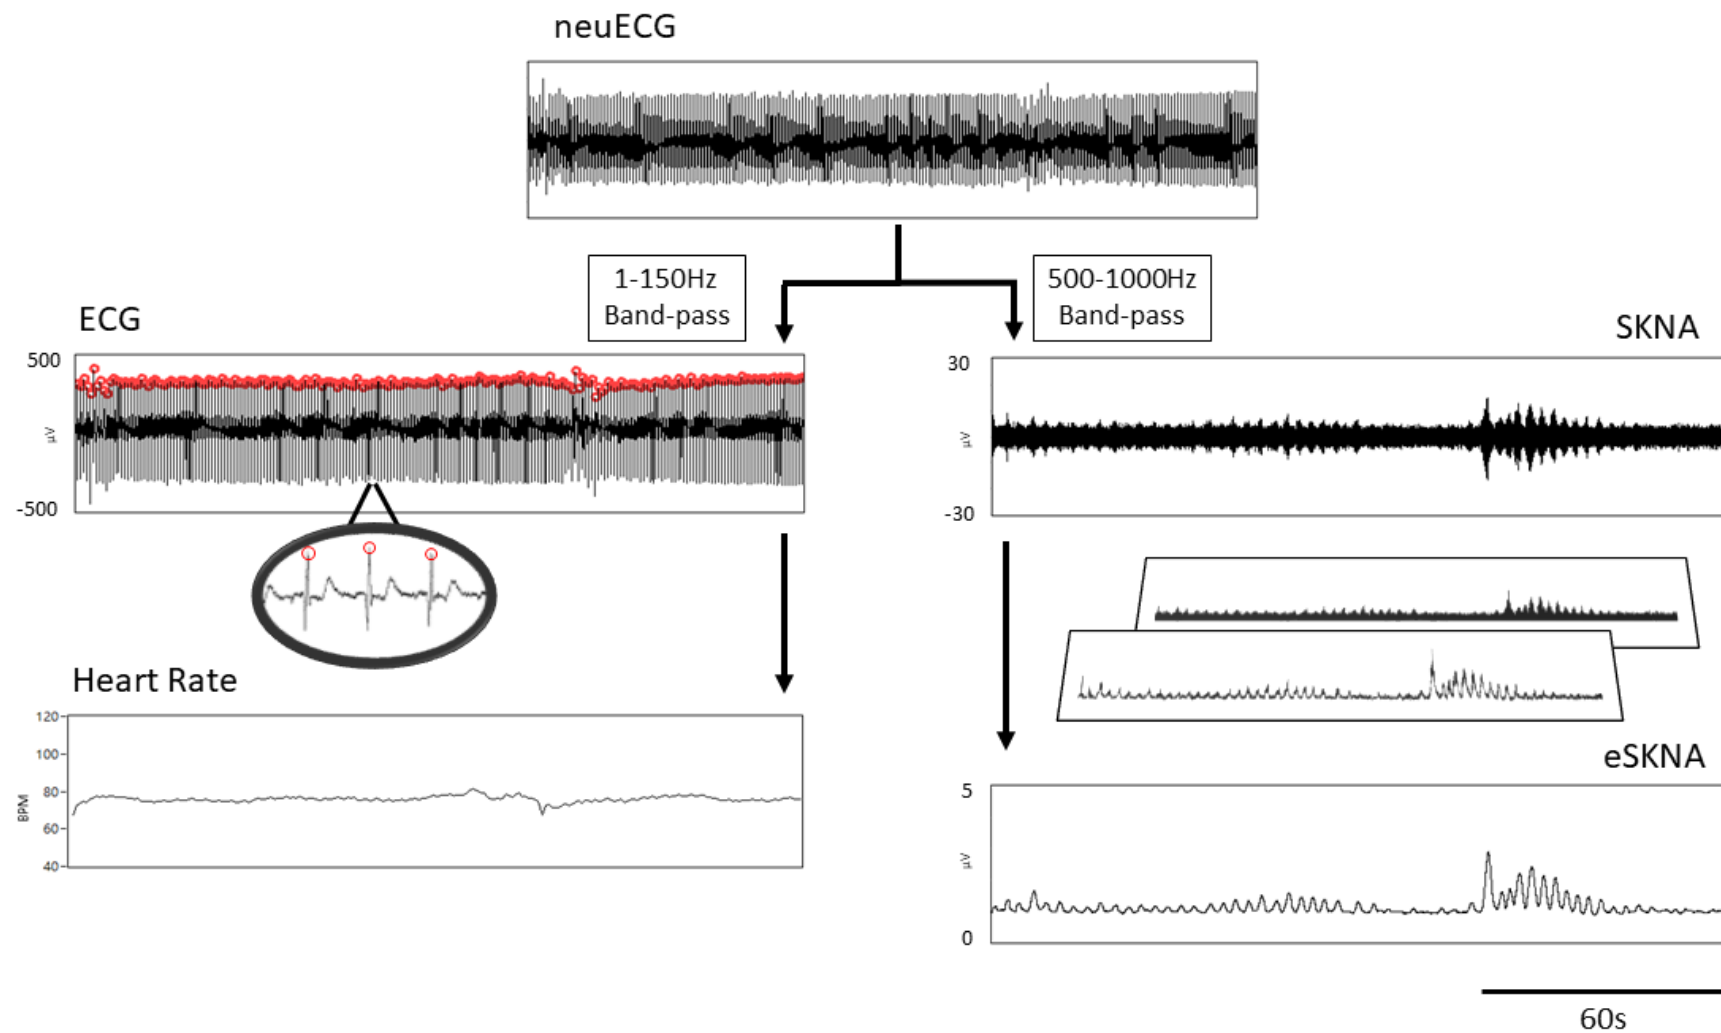 neuECG
1-150Hz
Band-pass
500-1000Hz
Band-pass
ECG
500
µV
-500
SKNA
30
µV
-30
Heart Rate
120
100
80
60
40
BPM
eSKNA
5
µV
0
60s